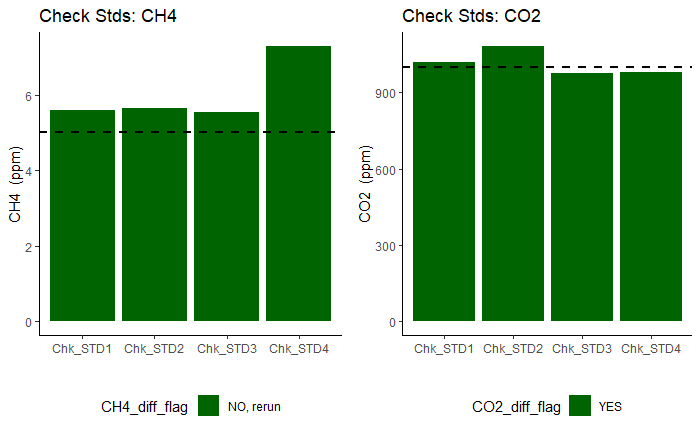 Check Stds: CH4
CH4 (ppm)
6
4
2
0
Chk_STD1 Chk_STD2 Chk_STD3 Chk_STD4
CH4_diff_flag NO, rerun
Check Stds: CO2
CO2 (ppm)
900
600
300
0
Chk_STD1 Chk_STD2 Chk_STD3 Chk_STD4
CO2_diff_flag YES